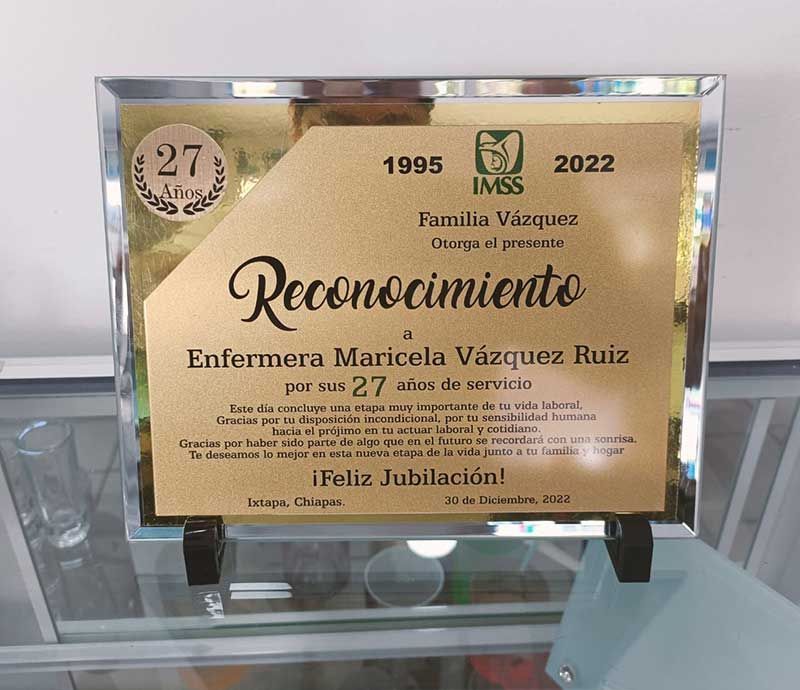 27
Años
1995
IMSS
2022
Familia Vázquez
Otorga el presente
Reconocimiento
a
Enfermera Maricela Vázquez Ruiz
por sus 27 años de servicio
Este día concluye una etapa muy importante de tu vida laboral,
Gracias por tu disposición incondicional, por tu sensibilidad humana
hacia el prójimo en tu actuar laboral y cotidiano.
Gracias por haber sido parte de algo que en el futuro se recordará con una sonrisa.
Te deseamos lo mejor en esta nueva etapa de la vida junto a tu familia y hogar
¡Feliz Jubilación!
Ixtapa, Chiapas.
30 de Diciembre, 2022